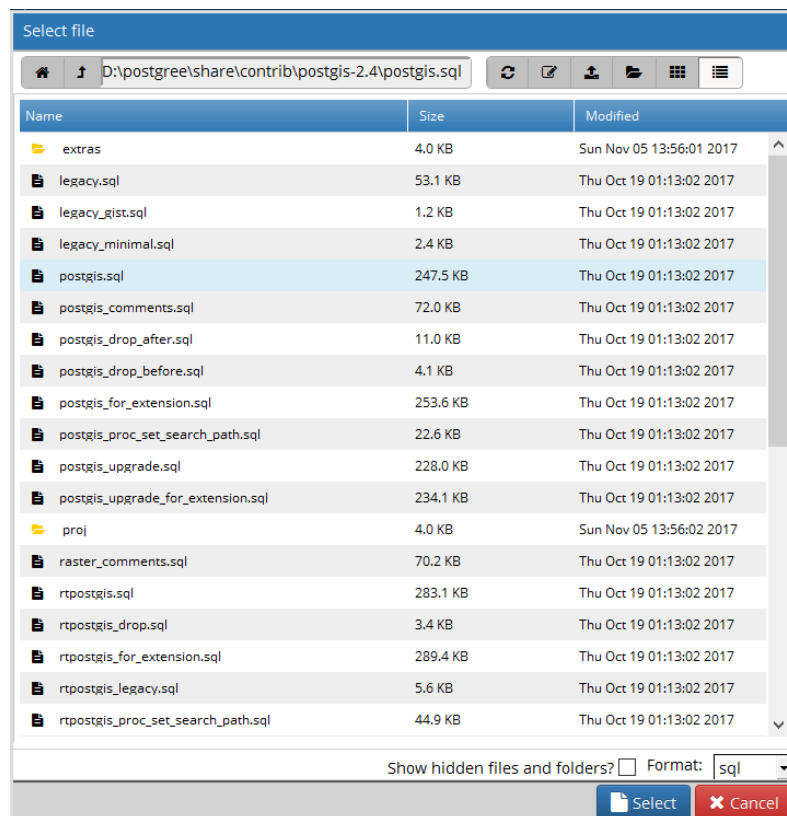 Select file
D:\postgree\share\contrib\postgis-2.4\postgis.sql
Name Size Modified
extras 4.0 KB Sun Nov 05 13:56:01 2017
legacy.sql 53.1 KB Thu Oct 19 01:13:02 2017
legacy_gist.sql 1.2 KB Thu Oct 19 01:13:02 2017
legacy_minimal.sql 2.4 KB Thu Oct 19 01:13:02 2017
postgis.sql 247.5 KB Thu Oct 19 01:13:02 2017
postgis_comments.sql 72.0 KB Thu Oct 19 01:13:02 2017
postgis_drop_after.sql 11.0 KB Thu Oct 19 01:13:02 2017
postgis_drop_before.sql 4.1 KB Thu Oct 19 01:13:02 2017
postgis_for_extension.sql 253.6 KB Thu Oct 19 01:13:02 2017
postgis_proc_set_search_path.sql 22.6 KB Thu Oct 19 01:13:02 2017
postgis_upgrade.sql 228.0 KB Thu Oct 19 01:13:02 2017
postgis_upgrade_for_extension.sql 234.1 KB Thu Oct 19 01:13:02 2017
proj 4.0 KB Sun Nov 05 13:56:02 2017
raster_comments.sql 70.2 KB Thu Oct 19 01:13:02 2017
rtpostgis.sql 283.1 KB Thu Oct 19 01:13:02 2017
rtpostgis_drop.sql 3.4 KB Thu Oct 19 01:13:02 2017
rtpostgis_for_extension.sql 289.4 KB Thu Oct 19 01:13:02 2017
rtpostgis_legacy.sql 5.6 KB Thu Oct 19 01:13:02 2017
rtpostgis_proc_set_search_path.sql 44.9 KB Thu Oct 19 01:13:02 2017
Show hidden files and folders? Format: sql
Select Cancel